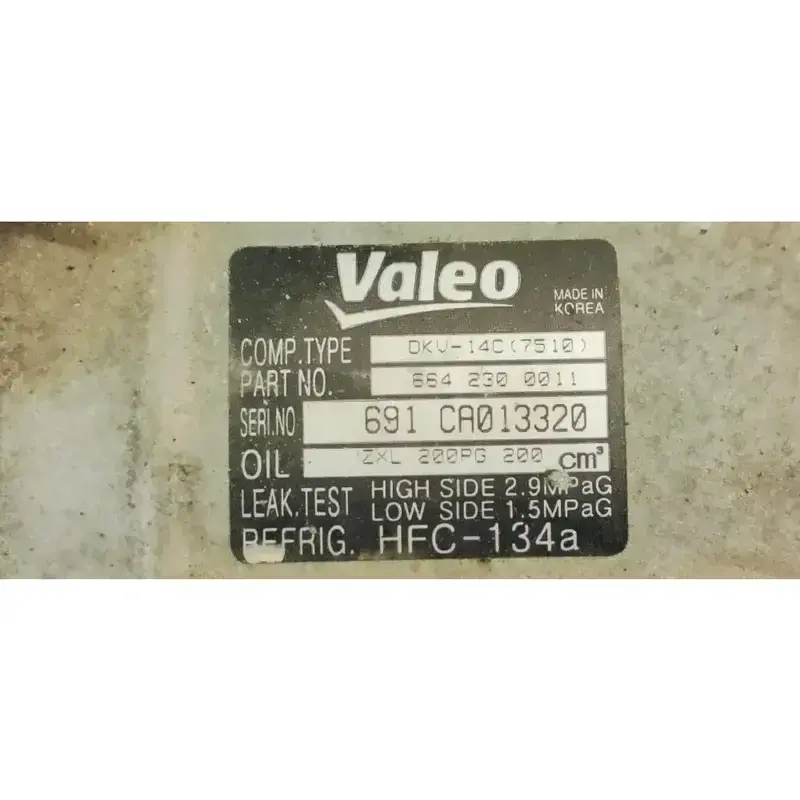 Valeo
MADE IN
KOREA
COMP.TYPE DKV-14C(7510)
PART NO. 664 230 0011
SERI.NO 691 CA013320
OIL ZXL 200PG 200 cm³
LEAK.TEST HIGH SIDE 2.9MPaG
LOW SIDE 1.5MPaG
REFRIG. HFC-134a